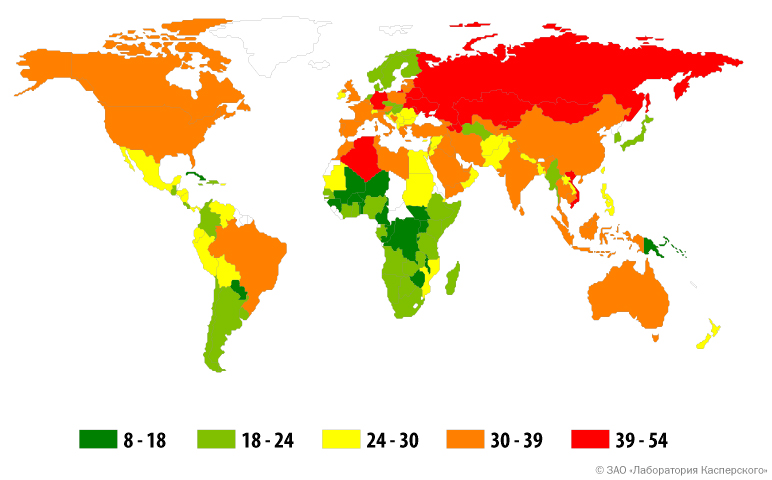 8 - 18
18 - 24
24 - 30
30 - 39
39 - 54
© ЗАО «Лаборатория Касперского»